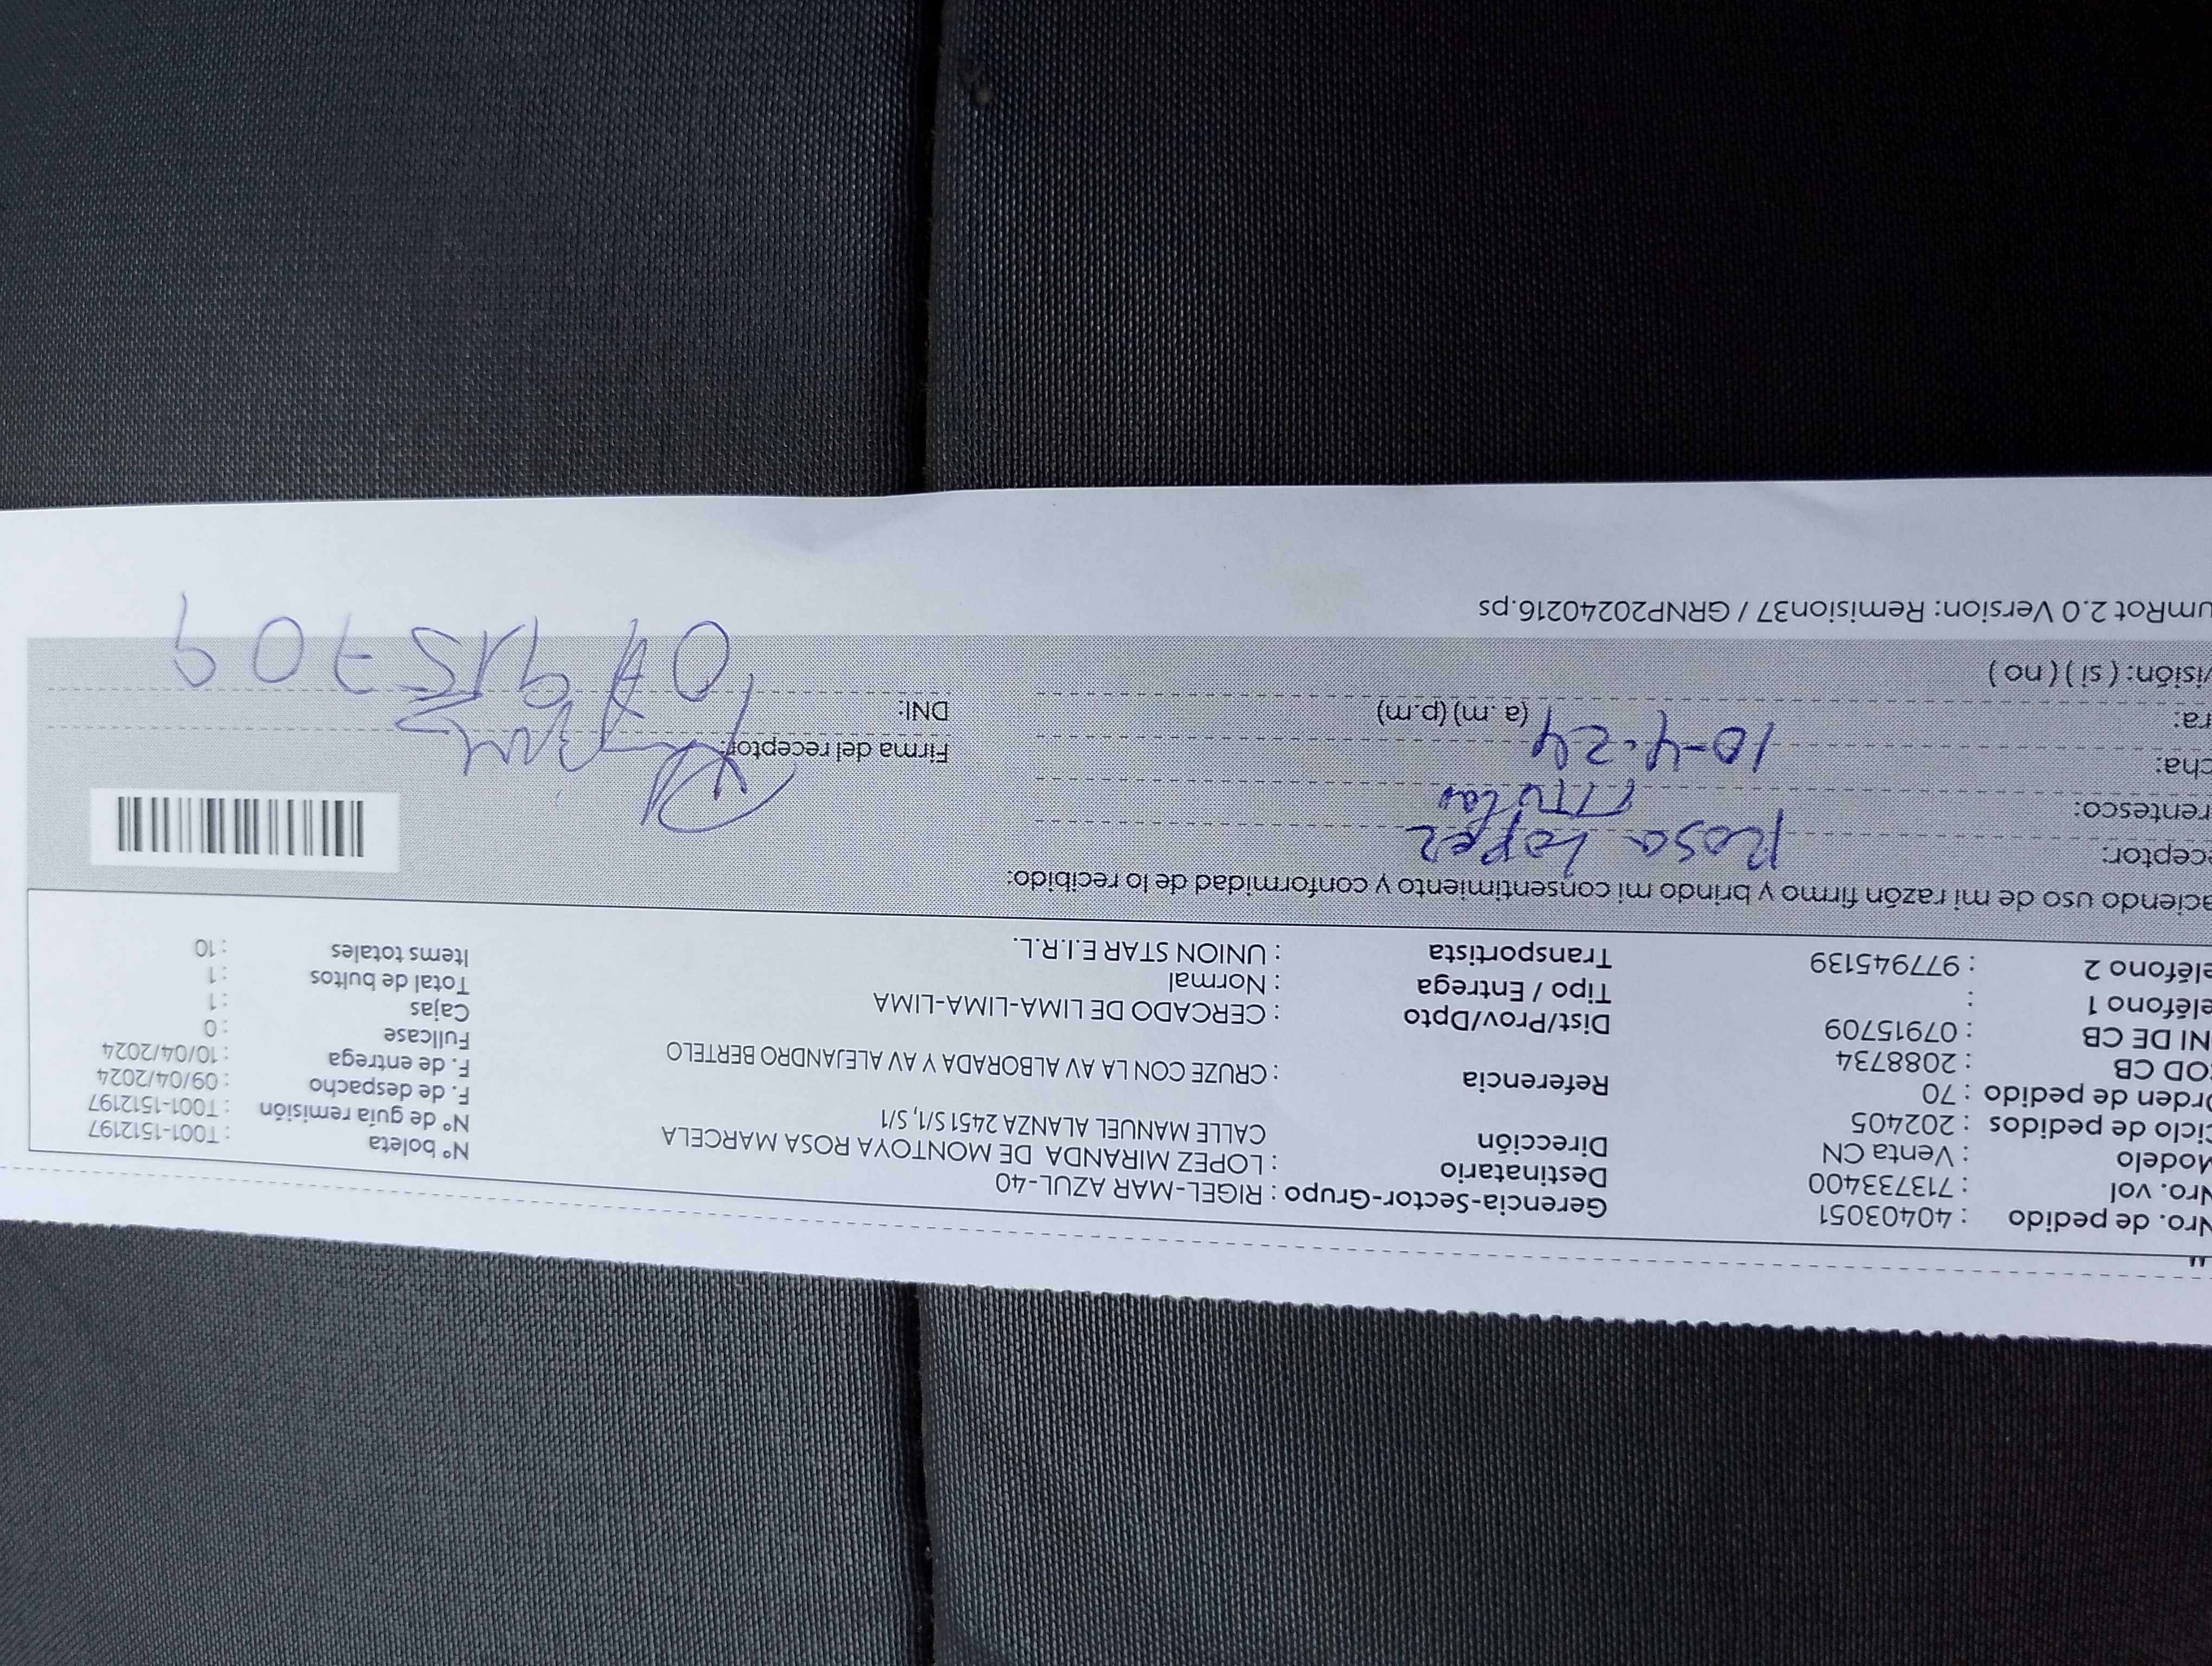 Nro. de pedido : 40403051 Gerencia-Sector-Grupo : RIGEL-MAR AZUL-40 N° boleta : T001-1512197
Nro. vol : 713733400 Destinatario : LOPEZ MIRANDA DE MONTOYA ROSA MARCELA N° de guía remisión : T001-1512197
Modelo : Venta CN Dirección CALLE MANUEL ALANZA 2451 S/1, S/1 F. de despacho : 09/04/2024
ciclo de pedidos : 202405 Referencia : CRUZE CON LA AV ALBORADA Y AV ALEJANDRO BERTELO F. de entrega : 10/04/2024
Orden de pedido : 70 Dist/Prov/Dpto : CERCADO DE LIMA-LIMA-LIMA Fullcase : 0
OD CB : 2088734 Tipo / Entrega : Normal Cajas : 1
NI DE CB : 07915709 Transportista : UNION STAR E.I.R.L. Total de bultos : 1
eléfono 1 : Items totales : 10
eléfono 2 : 977945139
aciendo uso de mi razón firmo y brindo mi consentimiento y conformidad de lo recibido:
ceptor: Rosa Lopez
rentesco: Titular
cha: 10-4-24 Firma del receptor:
ra: (a .m) (p.m) DNI: 07915709
visión: ( si ) ( no )
umRot 2.0 Version: Remision37 / GRNP20240216.ps